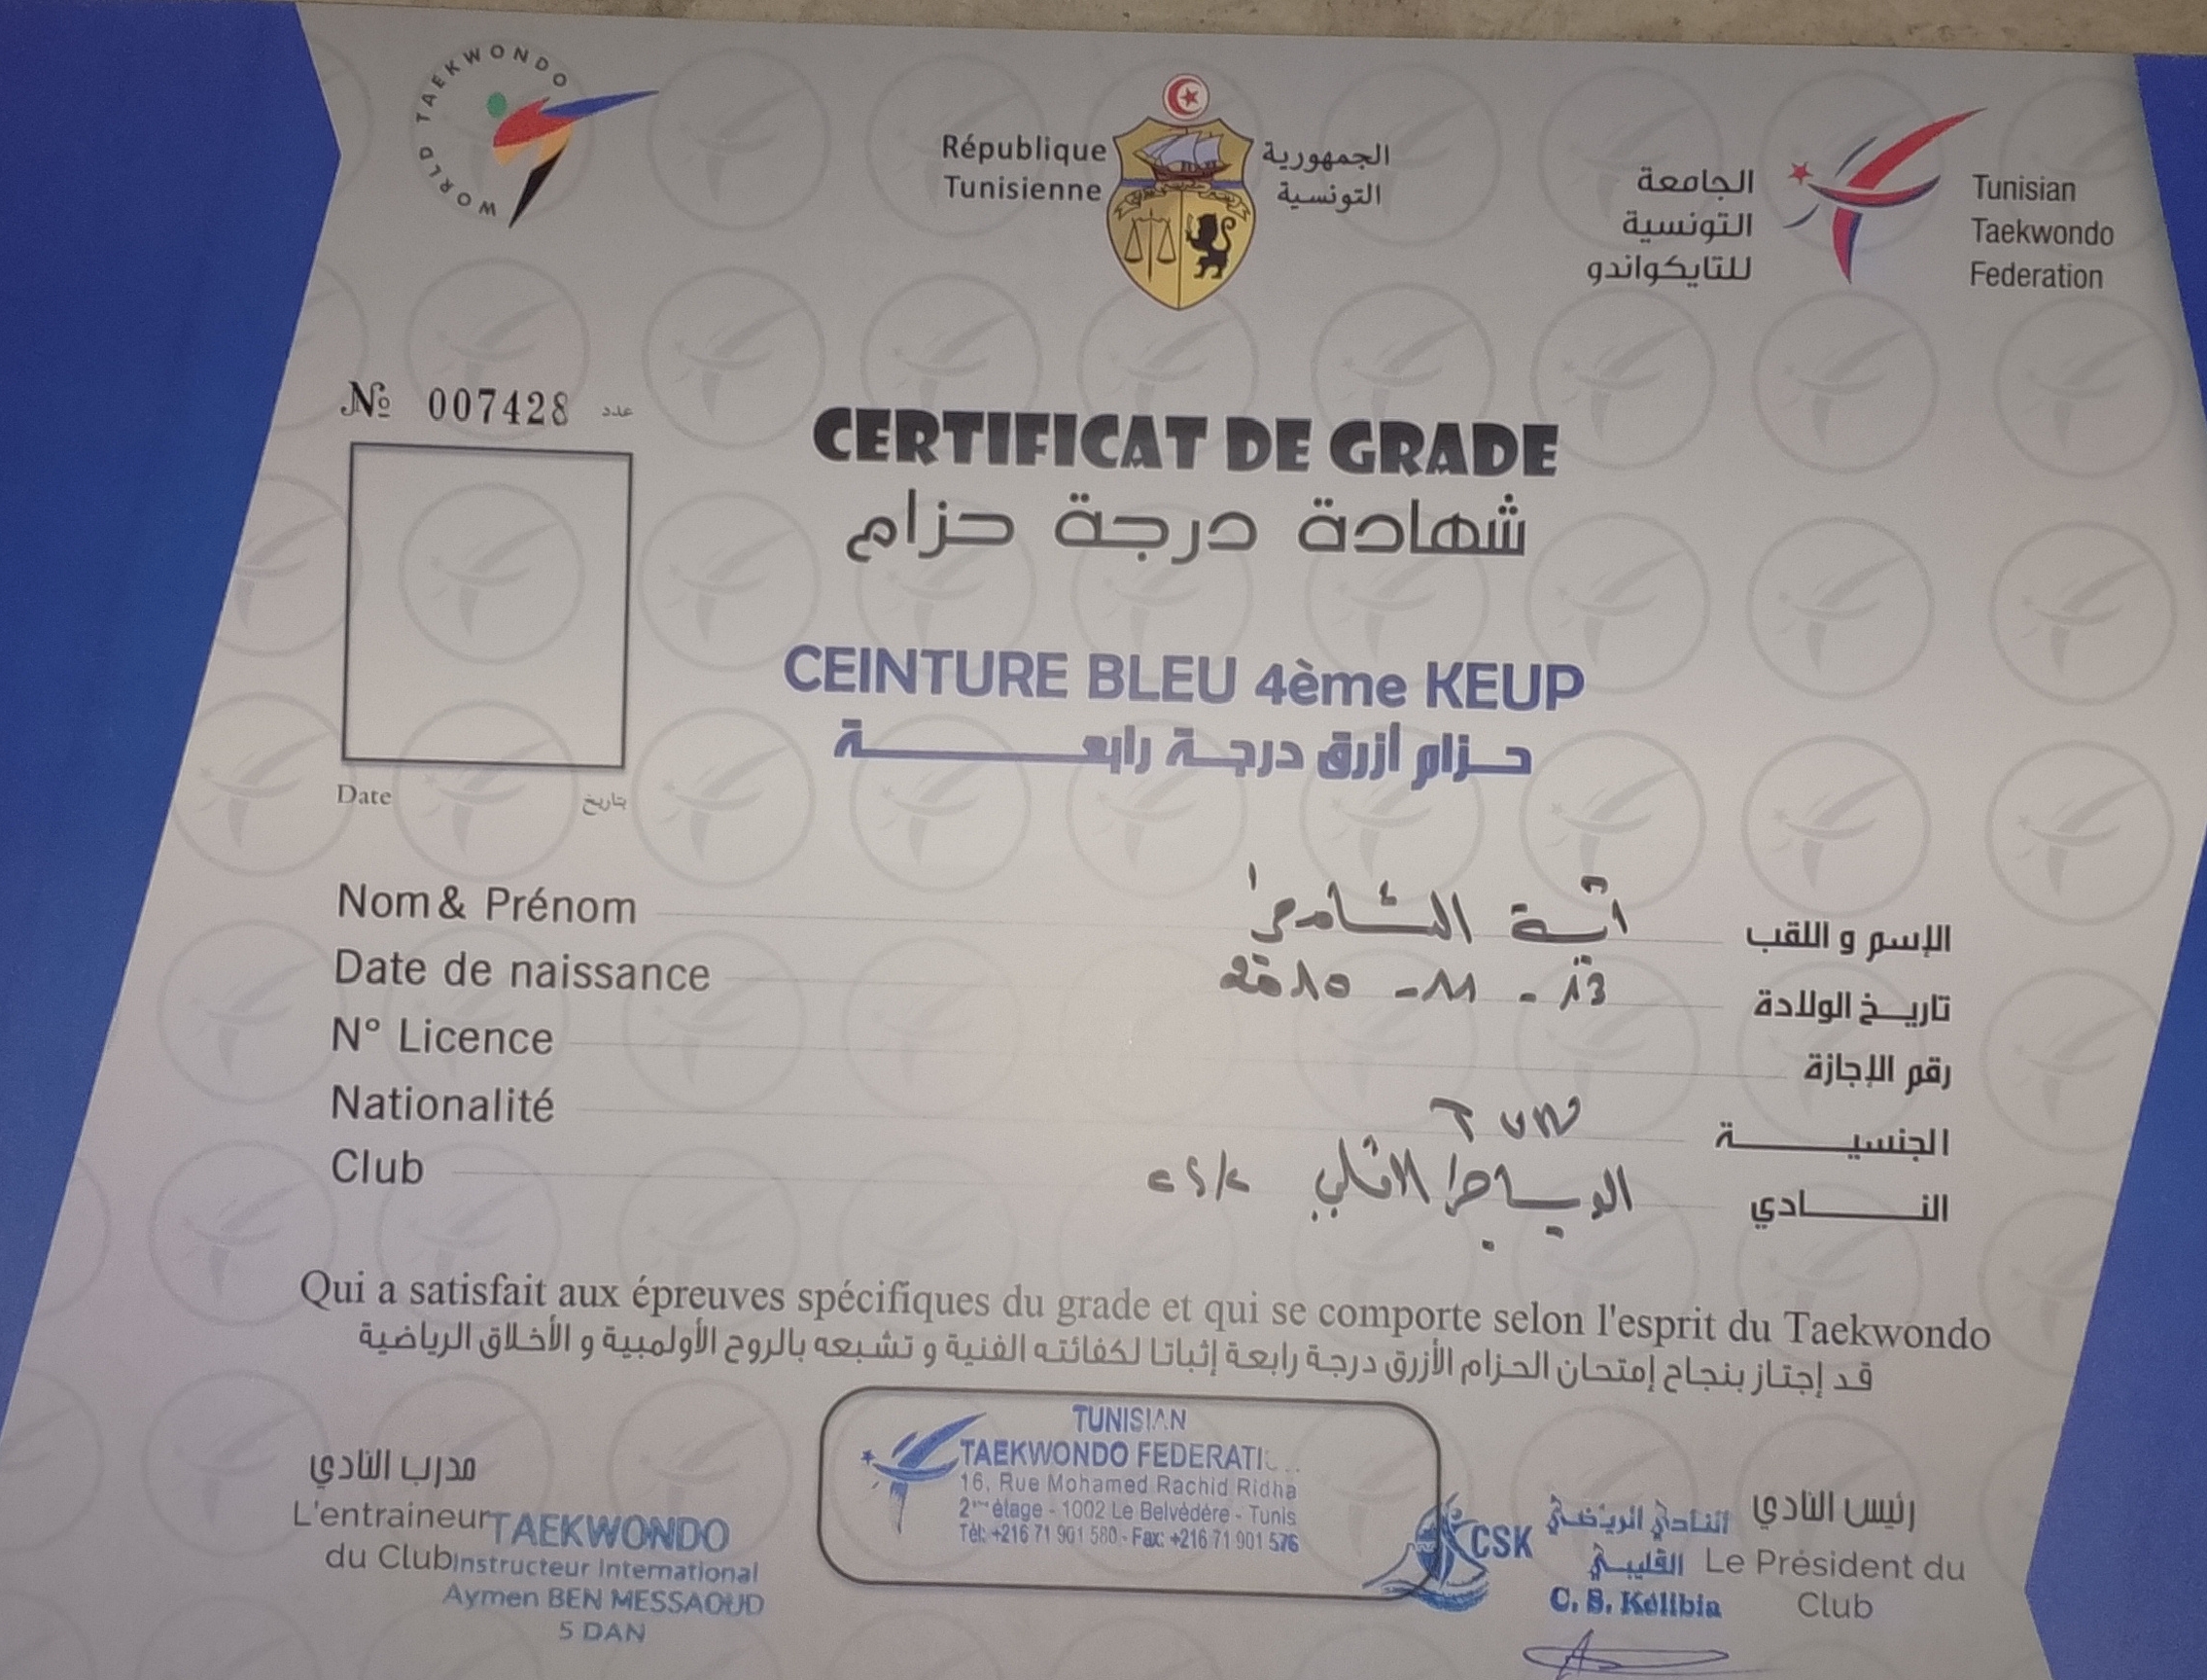 WORLD TAEKWONDO
République Tunisienne
الجمهورية التونسية
الجامعة التونسية للتايكواندو
Tunisian Taekwondo Federation
№ 007428 عدد
CERTIFICAT DE GRADE
شهادة درجة حزام
CEINTURE BLEU 4ème KEUP
حزام أزرق درجة رابعة
Date بتاريخ
Nom & Prénom آية الشامي الإسم و اللقب
Date de naissance 13 - 11 - 2010 تاريخ الولادة
N° Licence رقم الإجازة
Nationalité TUN الجنسية
Club CSK النادي
Qui a satisfait aux épreuves spécifiques du grade et qui se comporte selon l'esprit du Taekwondo
قد إجتاز بنجاح إمتحان الحزام الأزرق درجة رابعة إثباتا لكفائته الفنية و تشبعه بالروح الأولمبية و الأخلاق الرياضية
مدرب النادي
L'entraineur du Club
TAEKWONDO
Instructeur International
Aymen BEN MESSAOUD
5 DAN
TUNISIAN
TAEKWONDO
16, Rue Mohamed Rachid Ridha
2ème étage - 1002 Le Belvédère - Tunis
Tél: +216 71 901 580 - Fax: +216 71 901 576
CSK
النادي الرياضي
القليبي
C. S. Kélibia
رئيس النادي
Le Président du Club